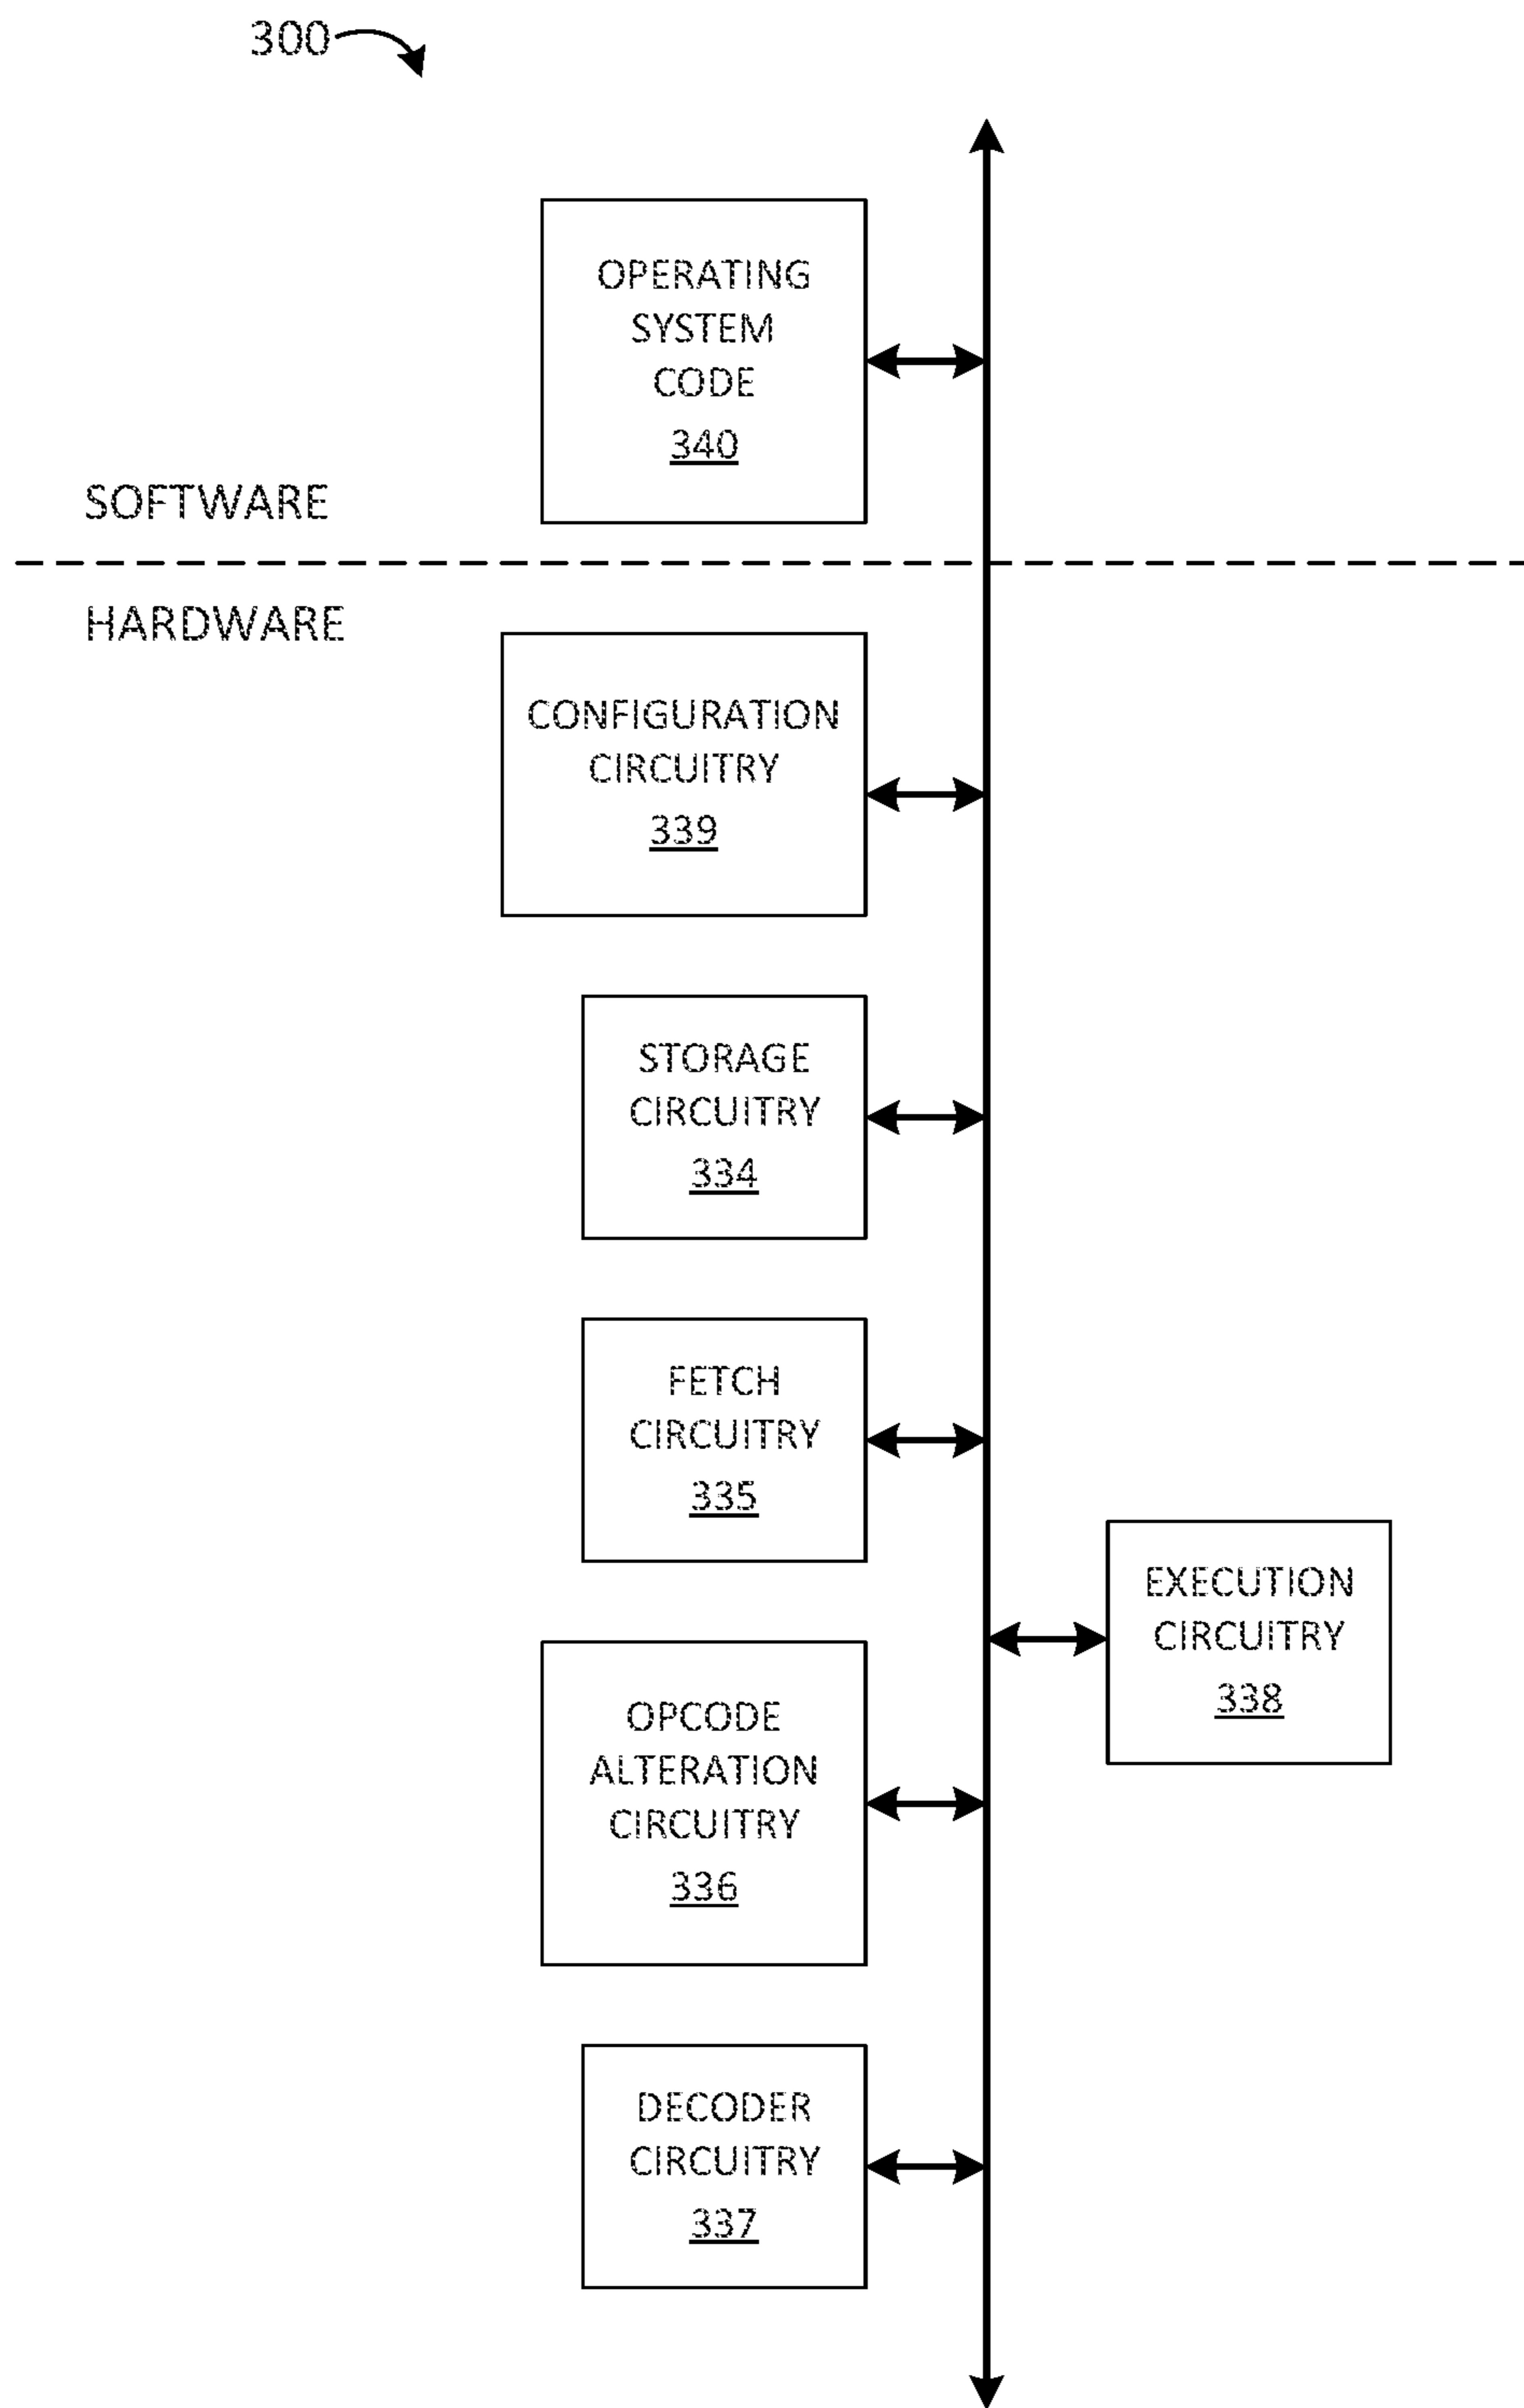 300
OPERATING
SYSTEM
CODE
340
SOFTWARE
HARDWARE
CONFIGURATION
CIRCUITRY
339
STORAGE
CIRCUITRY
334
FETCH
CIRCUITRY
335
EXECUTION
CIRCUITRY
338
OPCODE
ALTERATION
CIRCUITRY
336
DECODER
CIRCUITRY
337